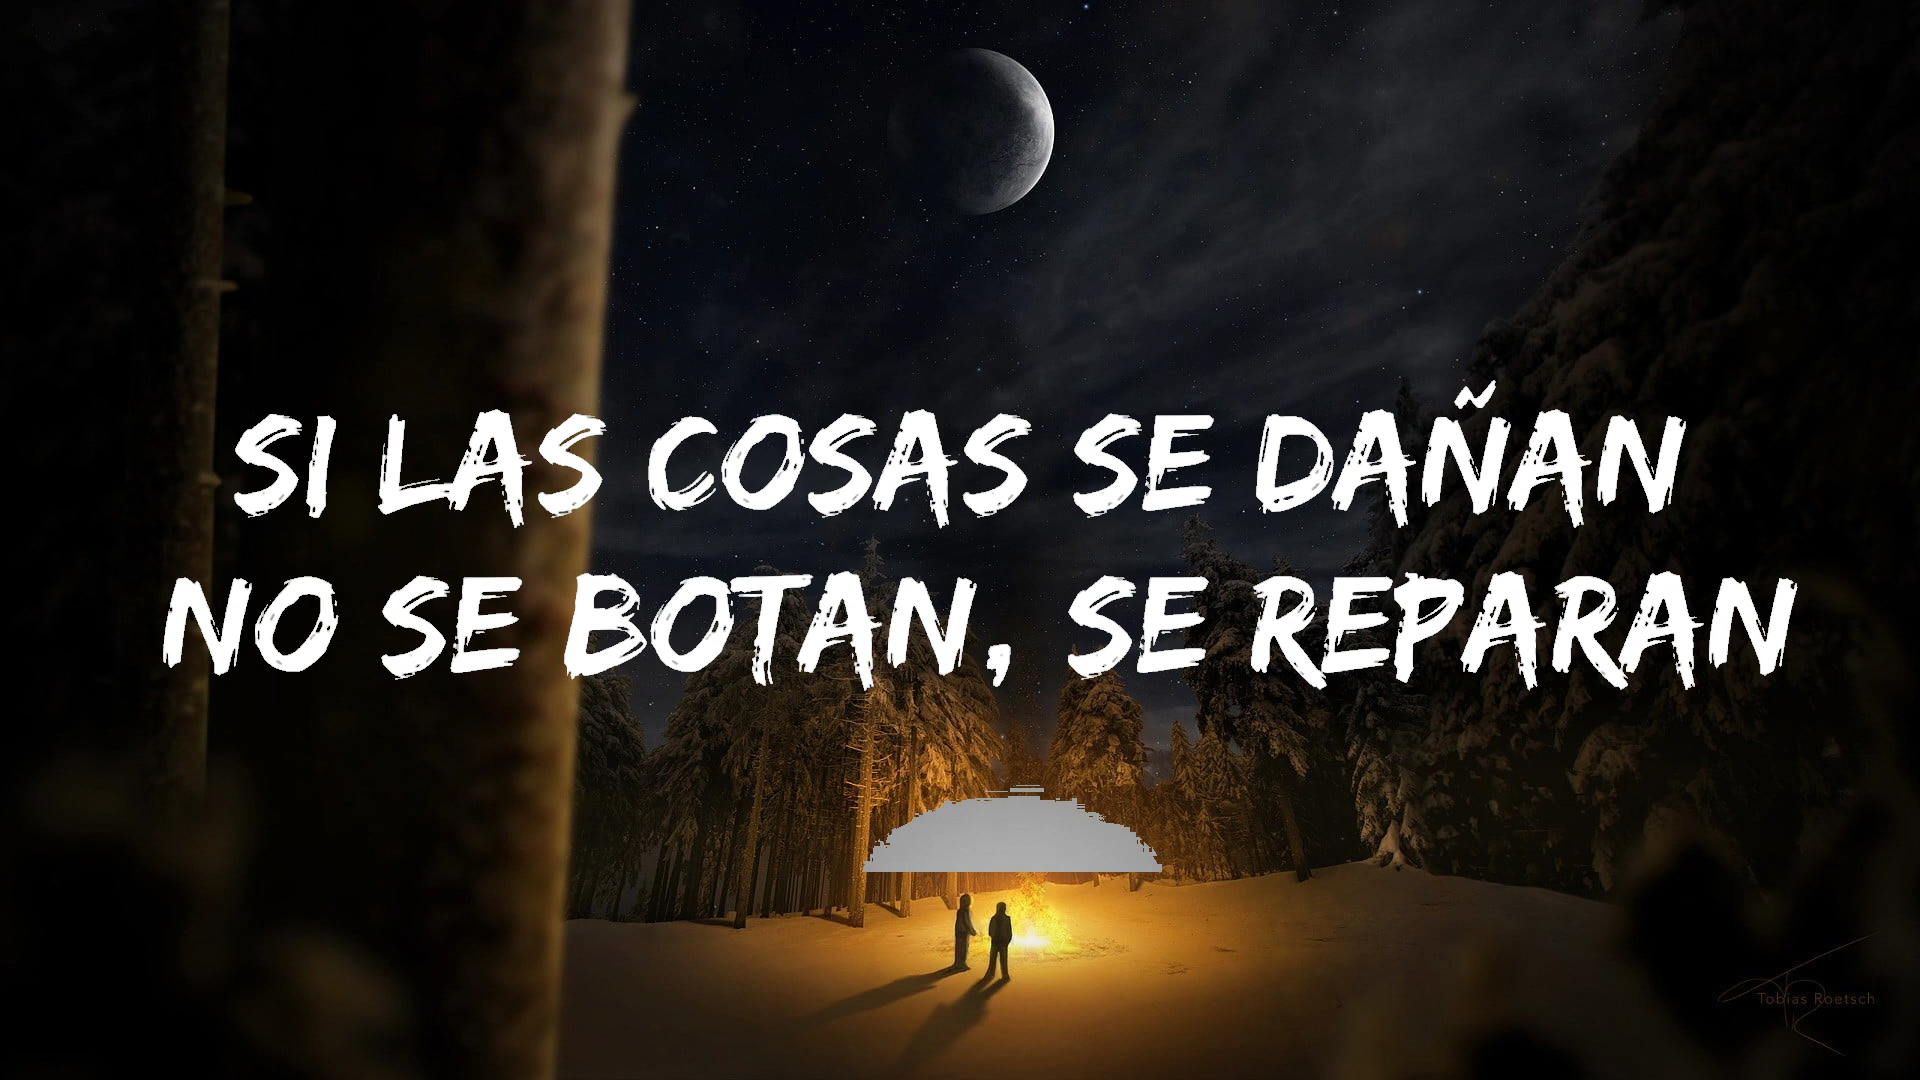 SI LAS COSAS SE DAÑAN
NO SE BOTAN, SE REPARAN
Tobias Roetsch